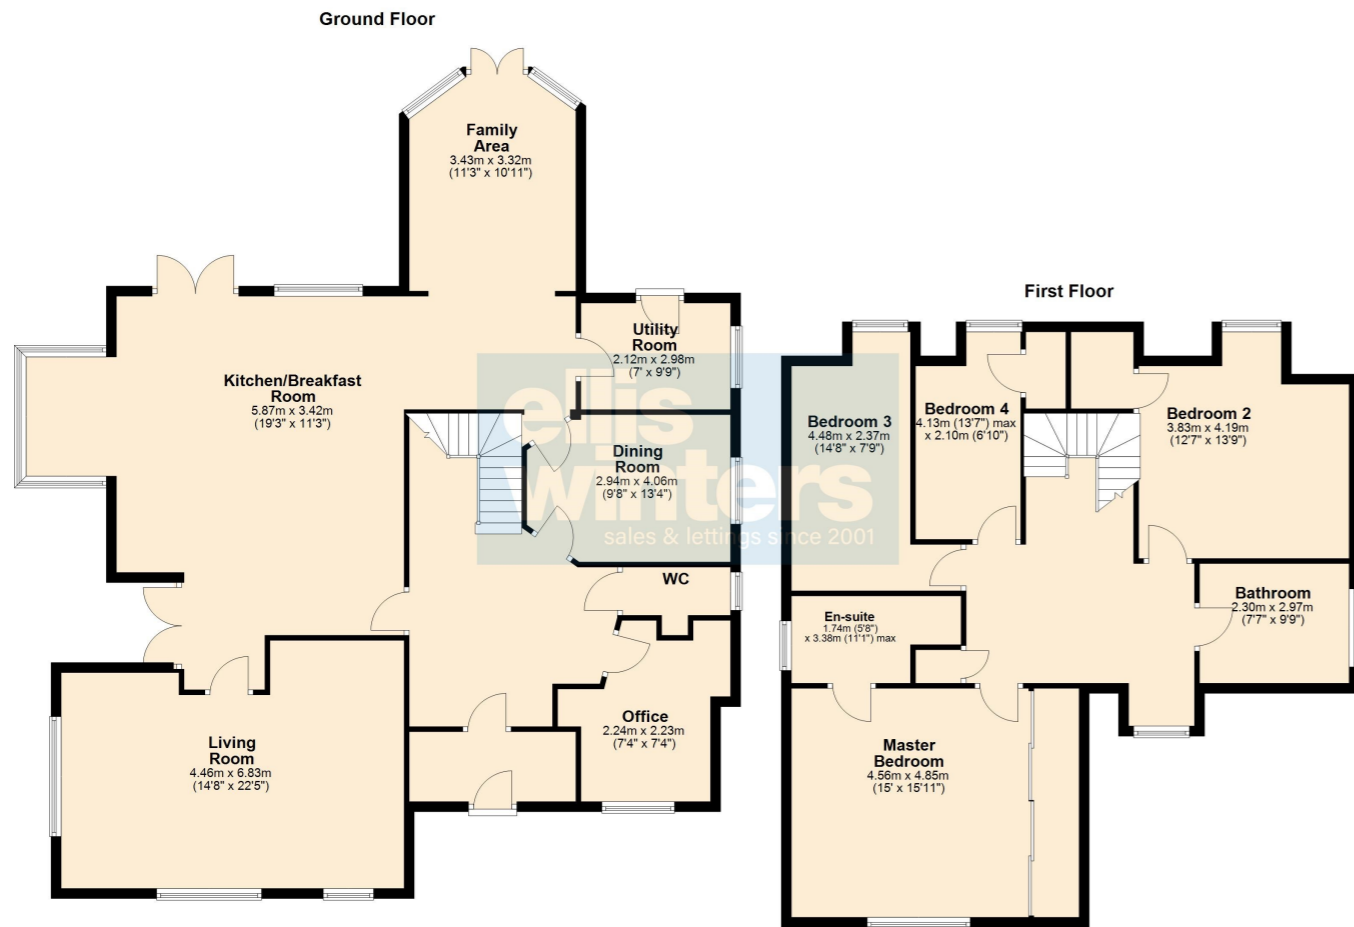 Ground Floor
Family
Area
3.43m x 3.32m
(11'3" x 10'11")
Kitchen/Breakfast
Room
5.87m x 3.42m
(19'3" x 11'3")
Utility
Room
2.12m x 2.98m
(7' x 9'9")
Dining
Room
2.94m x 4.06m
(9'8" x 13'4")
WC
Office
2.24m x 2.23m
(7'4" x 7'4")
Living
Room
4.46m x 6.83m
(14'8" x 22'5")
First Floor
Bedroom 3
4.48m x 2.37m
(14'8" x 7'9")
Bedroom 4
4.13m (13'7") max
x 2.10m (6'10")
Bedroom 2
3.83m x 4.19m
(12'7" x 13'9")
Bathroom
2.30m x 2.97m
(7'7" x 9'9")
En-suite
1.74m (5'8")
x 3.38m (11'1") max
Master
Bedroom
4.56m x 4.85m
(15' x 15'11")
ellis
winters
sales & lettings since 2001